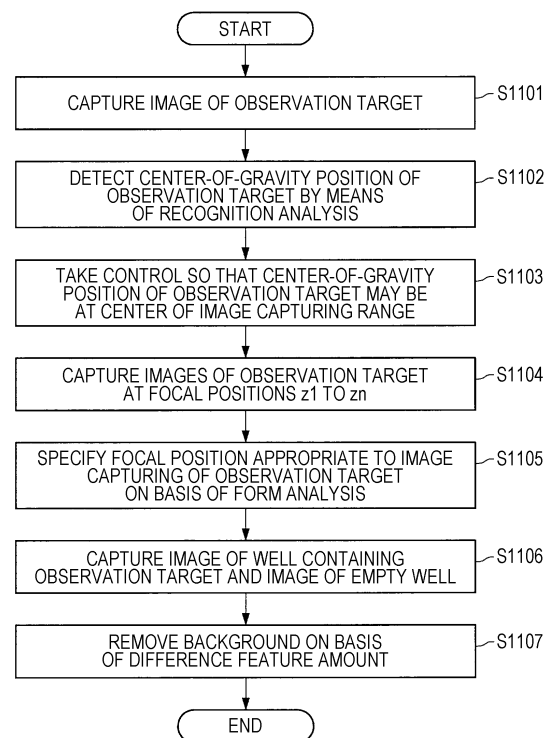 START
CAPTURE IMAGE OF OBSERVATION TARGET
S1101
DETECT CENTER-OF-GRAVITY POSITION OF
OBSERVATION TARGET BY MEANS
OF RECOGNITION ANALYSIS
S1102
TAKE CONTROL SO THAT CENTER-OF-GRAVITY
POSITION OF OBSERVATION TARGET MAY BE
AT CENTER OF IMAGE CAPTURING RANGE
S1103
CAPTURE IMAGES OF OBSERVATION TARGET
AT FOCAL POSITIONS z1 TO zn
S1104
SPECIFY FOCAL POSITION APPROPRIATE TO IMAGE
CAPTURING OF OBSERVATION TARGET
ON BASIS OF FORM ANALYSIS
S1105
CAPTURE IMAGE OF WELL CONTAINING
OBSERVATION TARGET AND IMAGE OF EMPTY WELL
S1106
REMOVE BACKGROUND ON BASIS
OF DIFFERENCE FEATURE AMOUNT
S1107
END